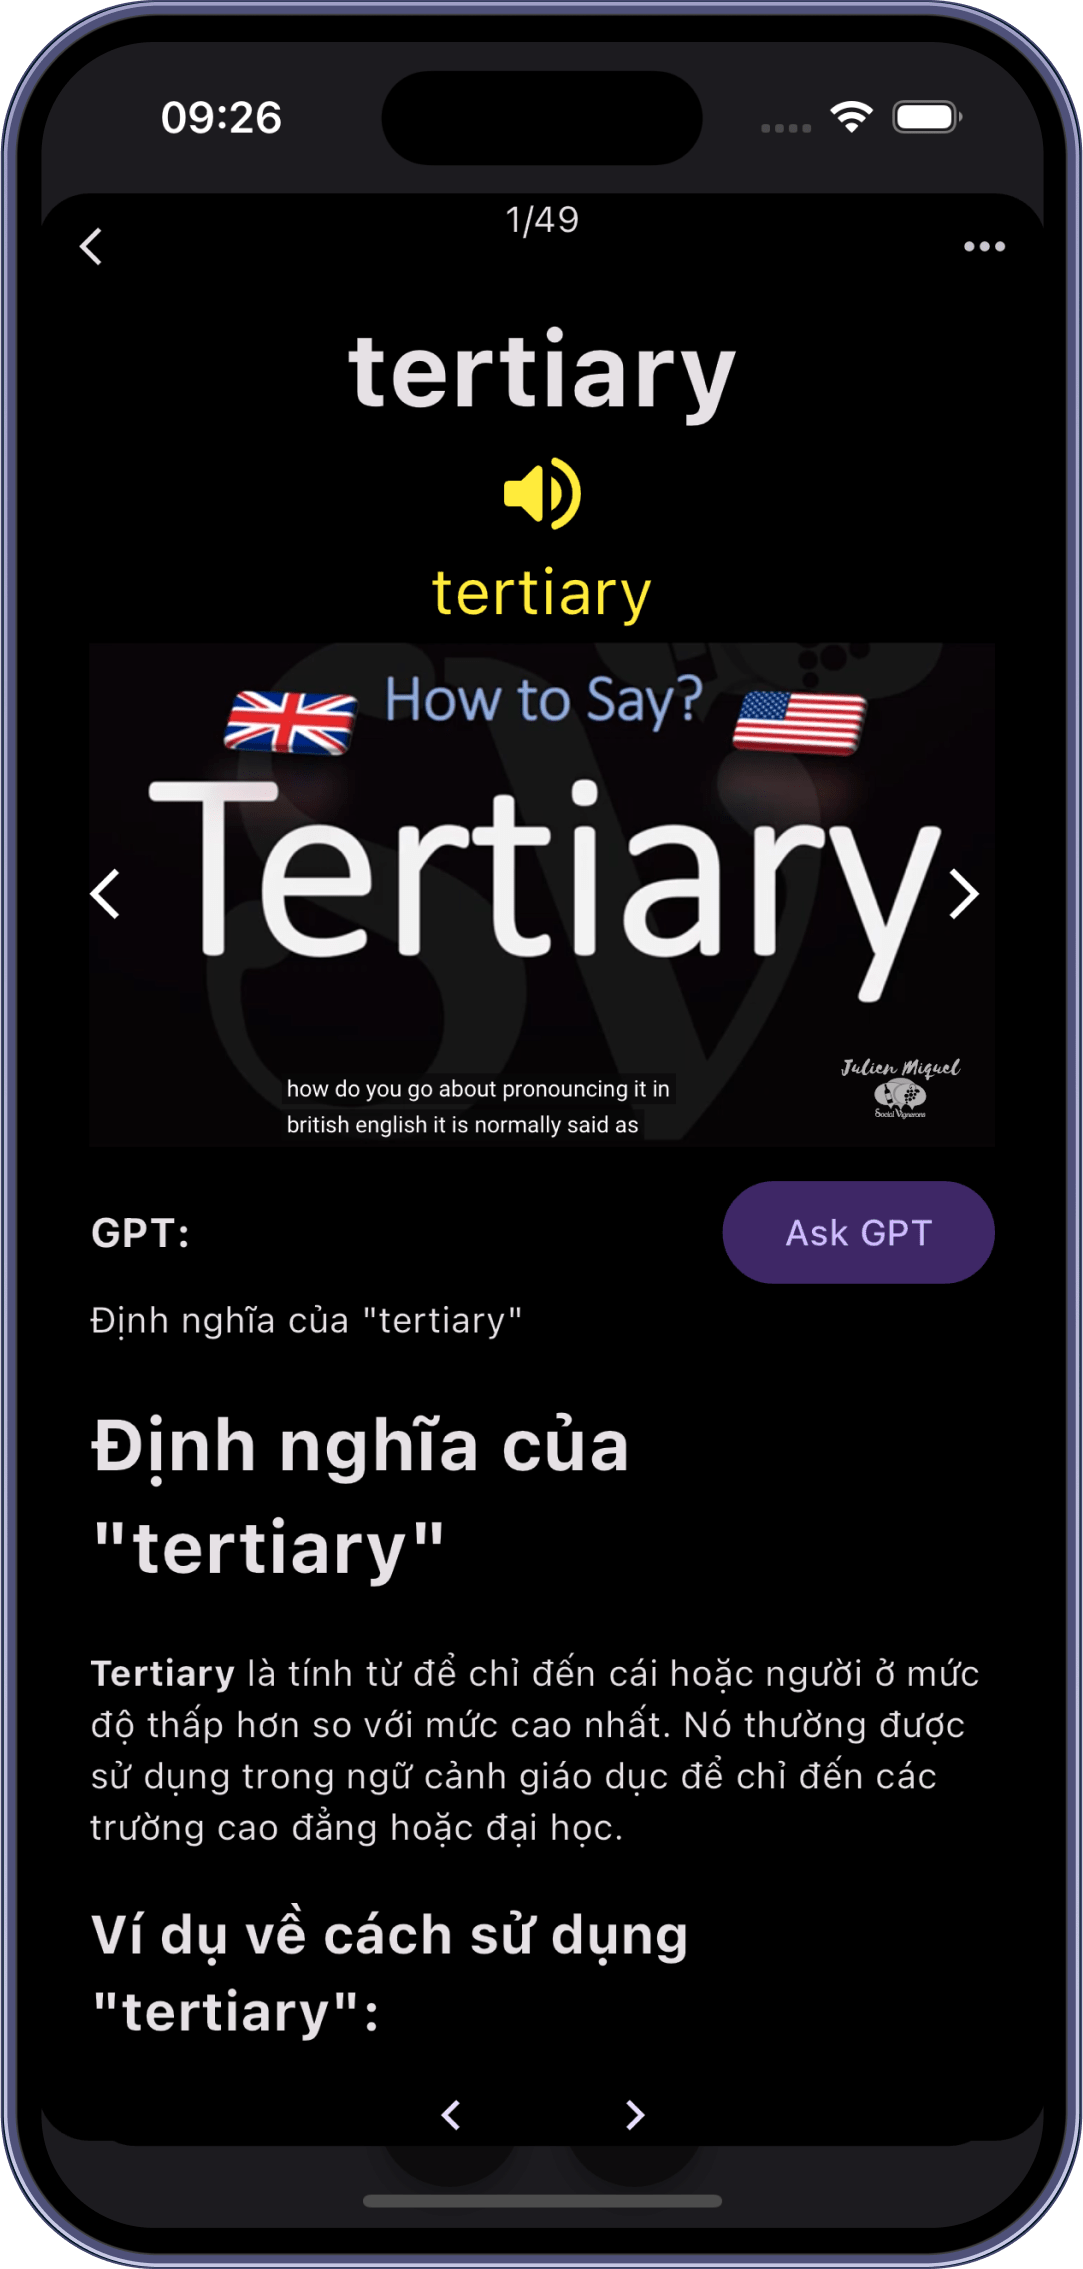 09:26
1/49
tertiary
tertiary
How to Say?
Tertiary
Julien Miquel
Social Vignerons
how do you go about pronouncing it in
british english it is normally said as
GPT:
Ask GPT
Định nghĩa của "tertiary"
Định nghĩa của
"tertiary"
Tertiary là tính từ để chỉ đến cái hoặc người ở mức
độ thấp hơn so với mức cao nhất. Nó thường được
sử dụng trong ngữ cảnh giáo dục để chỉ đến các
trường cao đẳng hoặc đại học.
Ví dụ về cách sử dụng
"tertiary":